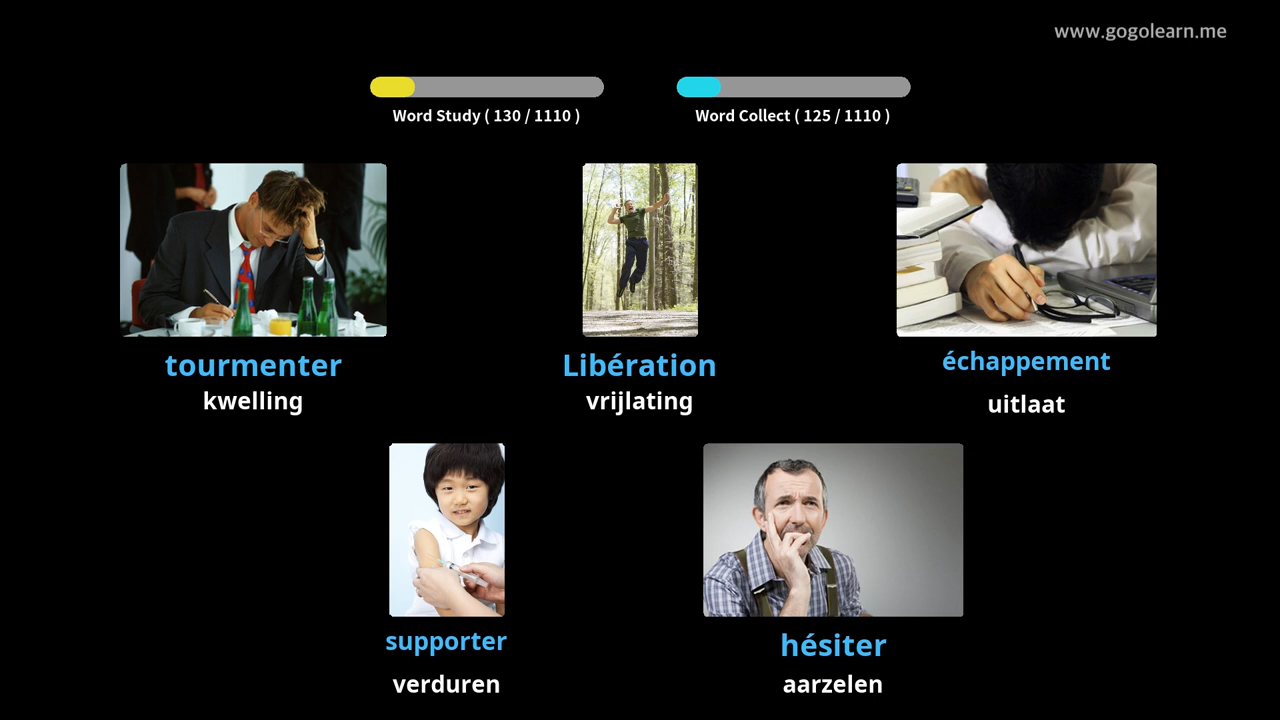 www.gogolearn.me
Word Study ( 130 / 1110 )
Word Collect ( 125 / 1110 )
tourmenter
kwelling
Libération
vrijlating
échappement
uitlaat
supporter
verduren
hésiter
aarzelen